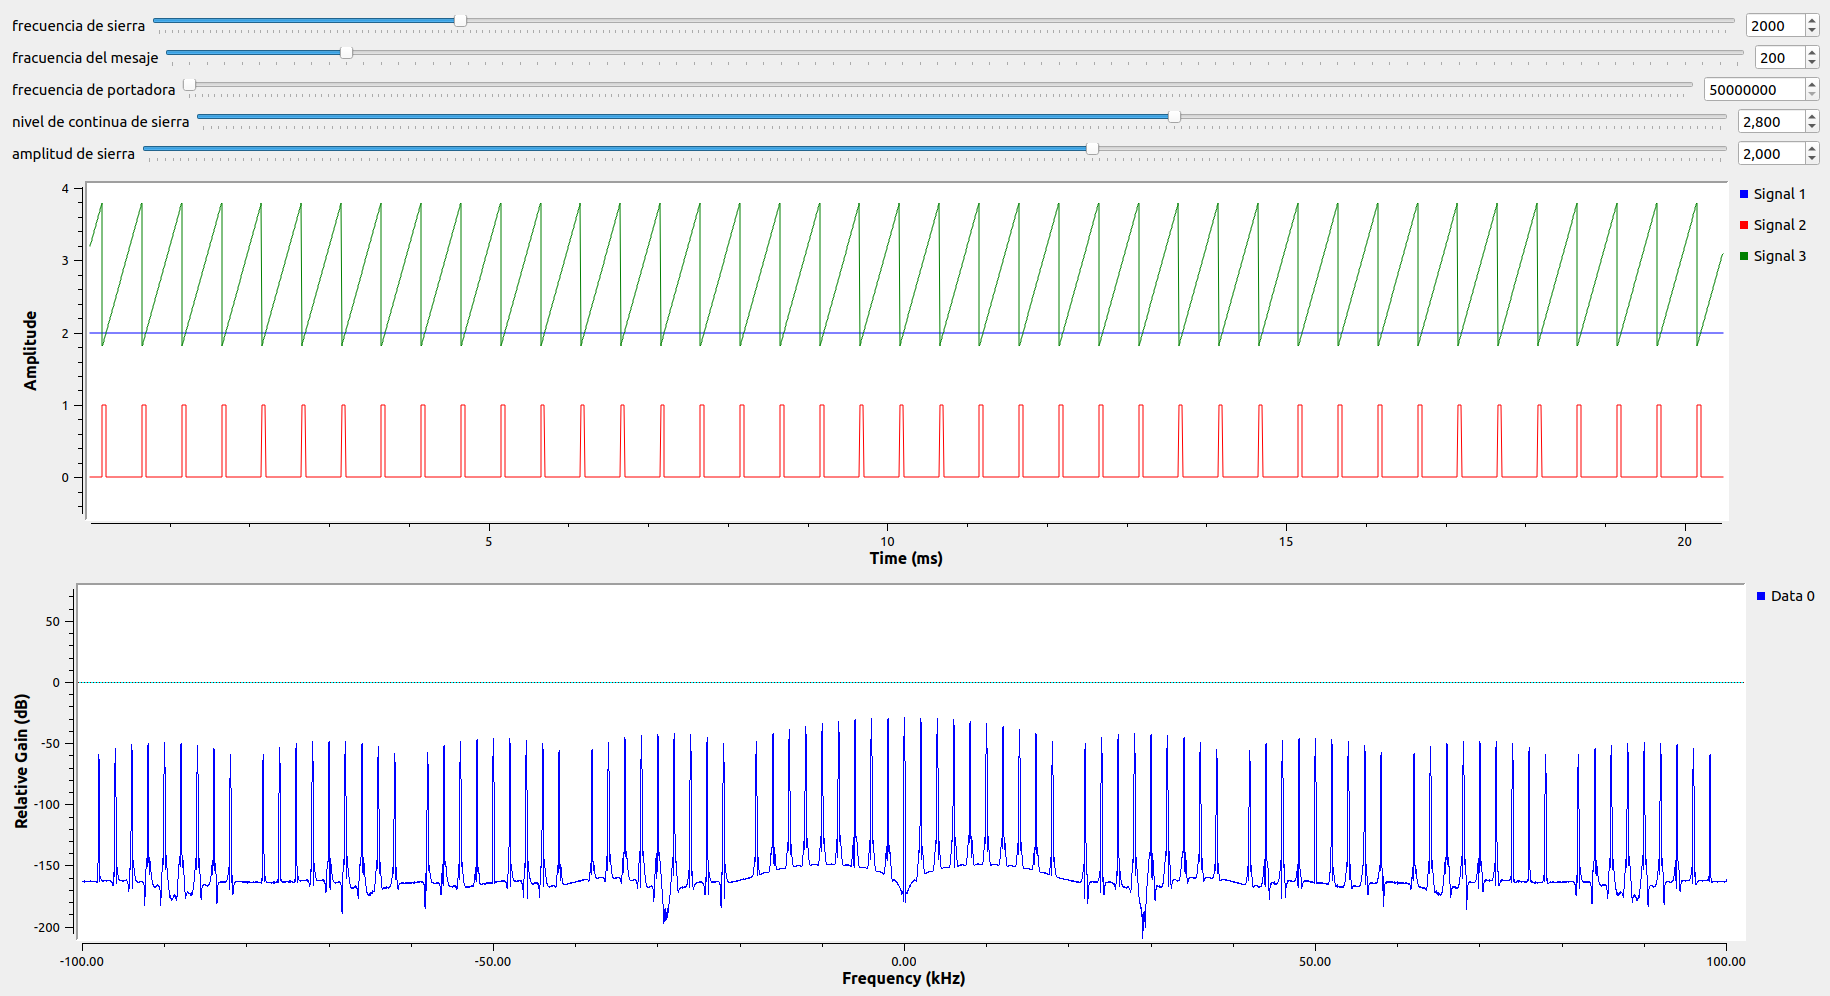 frecuencia de sierra 2000
fracuencia del mesaje 200
frecuencia de portadora 50000000
nivel de continua de sierra 2,800
amplitud de sierra 2,000
4
3
2
1
0
Amplitude
5 10 15 20
Time (ms)
Signal 1
Signal 2
Signal 3
50
0
-50
-100
-150
-200
Relative Gain (dB)
-100.00 -50.00 0.00 50.00 100.00
Frequency (kHz)
Data 0